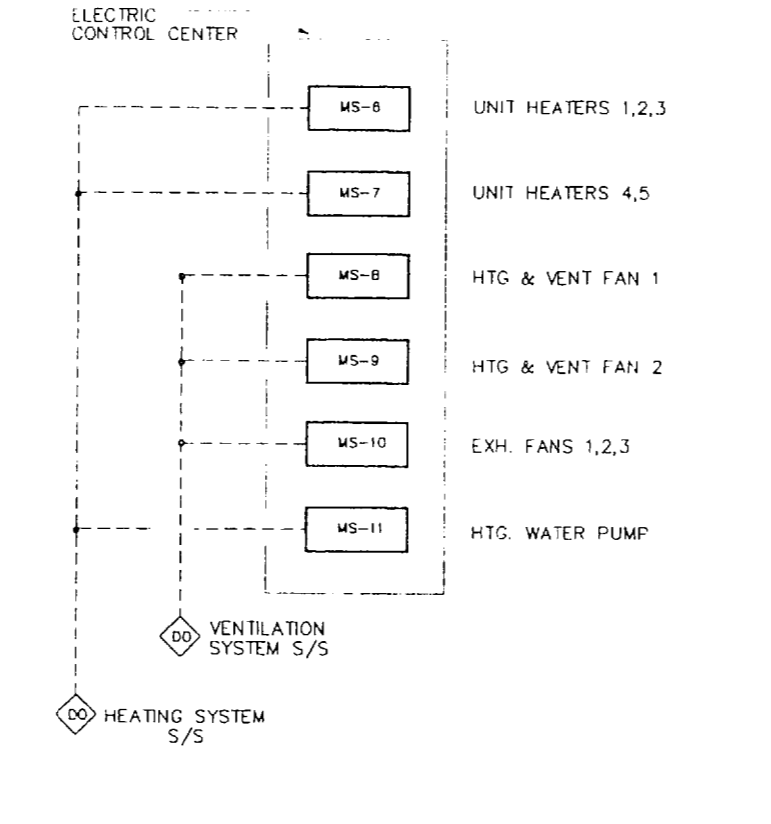 ELECTRIC
CONTROL CENTER
MS-6
UNIT HEATERS 1,2,3
MS-7
UNIT HEATERS 4,5
MS-8
HTG & VENT FAN 1
MS-9
HTG & VENT FAN 2
MS-10
EXH. FANS 1,2,3
MS-11
HTG. WATER PUMP
DO
VENTILATION
SYSTEM S/S
DO
HEATING SYSTEM
S/S